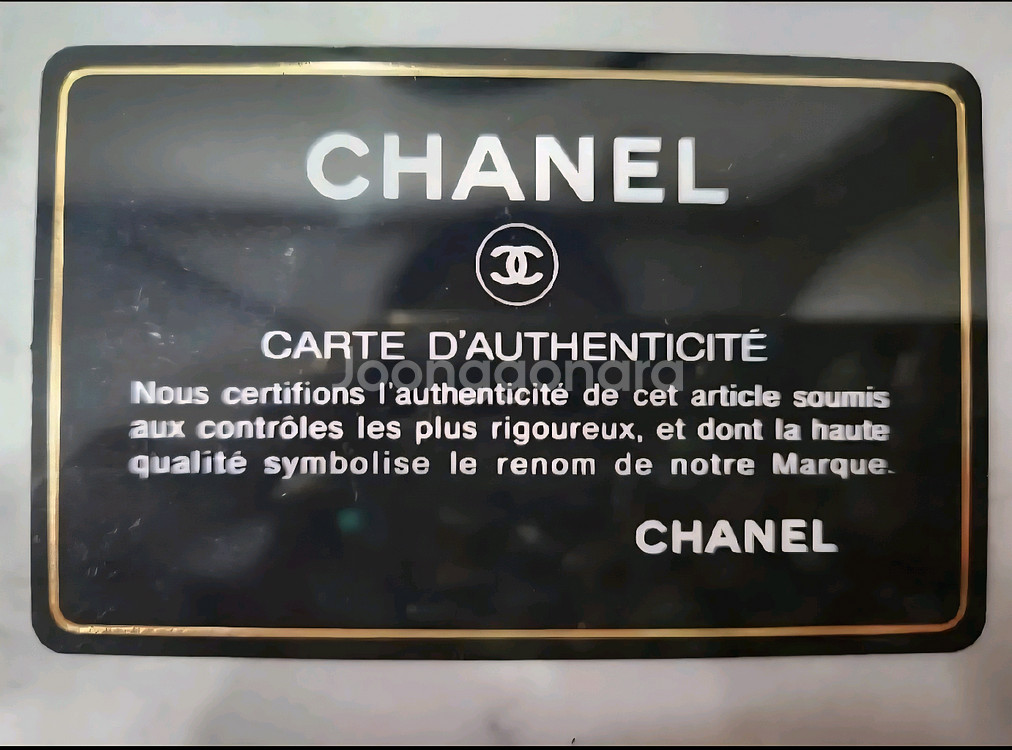 CHANEL
CARTE D'AUTHENTICITÉ
Joonggonara
Nous certifions l'authenticité de cet article soumis
aux contrôles les plus rigoureux, et dont la haute
qualité symbolise le renom de notre Marque.
CHANEL